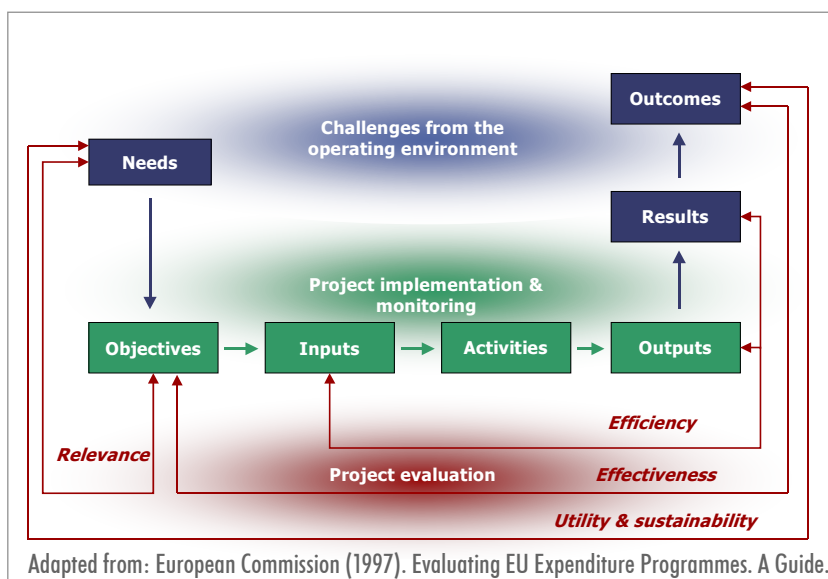 Outcomes
Challenges from the
operating environment
Needs
Results
Project implementation &
monitoring
Objectives
Inputs
Activities
Outputs
Efficiency
Relevance
Project evaluation
Effectiveness
Utility & sustainability
Adapted from: European Commission (1997). Evaluating EU Expenditure Programmes. A Guide.